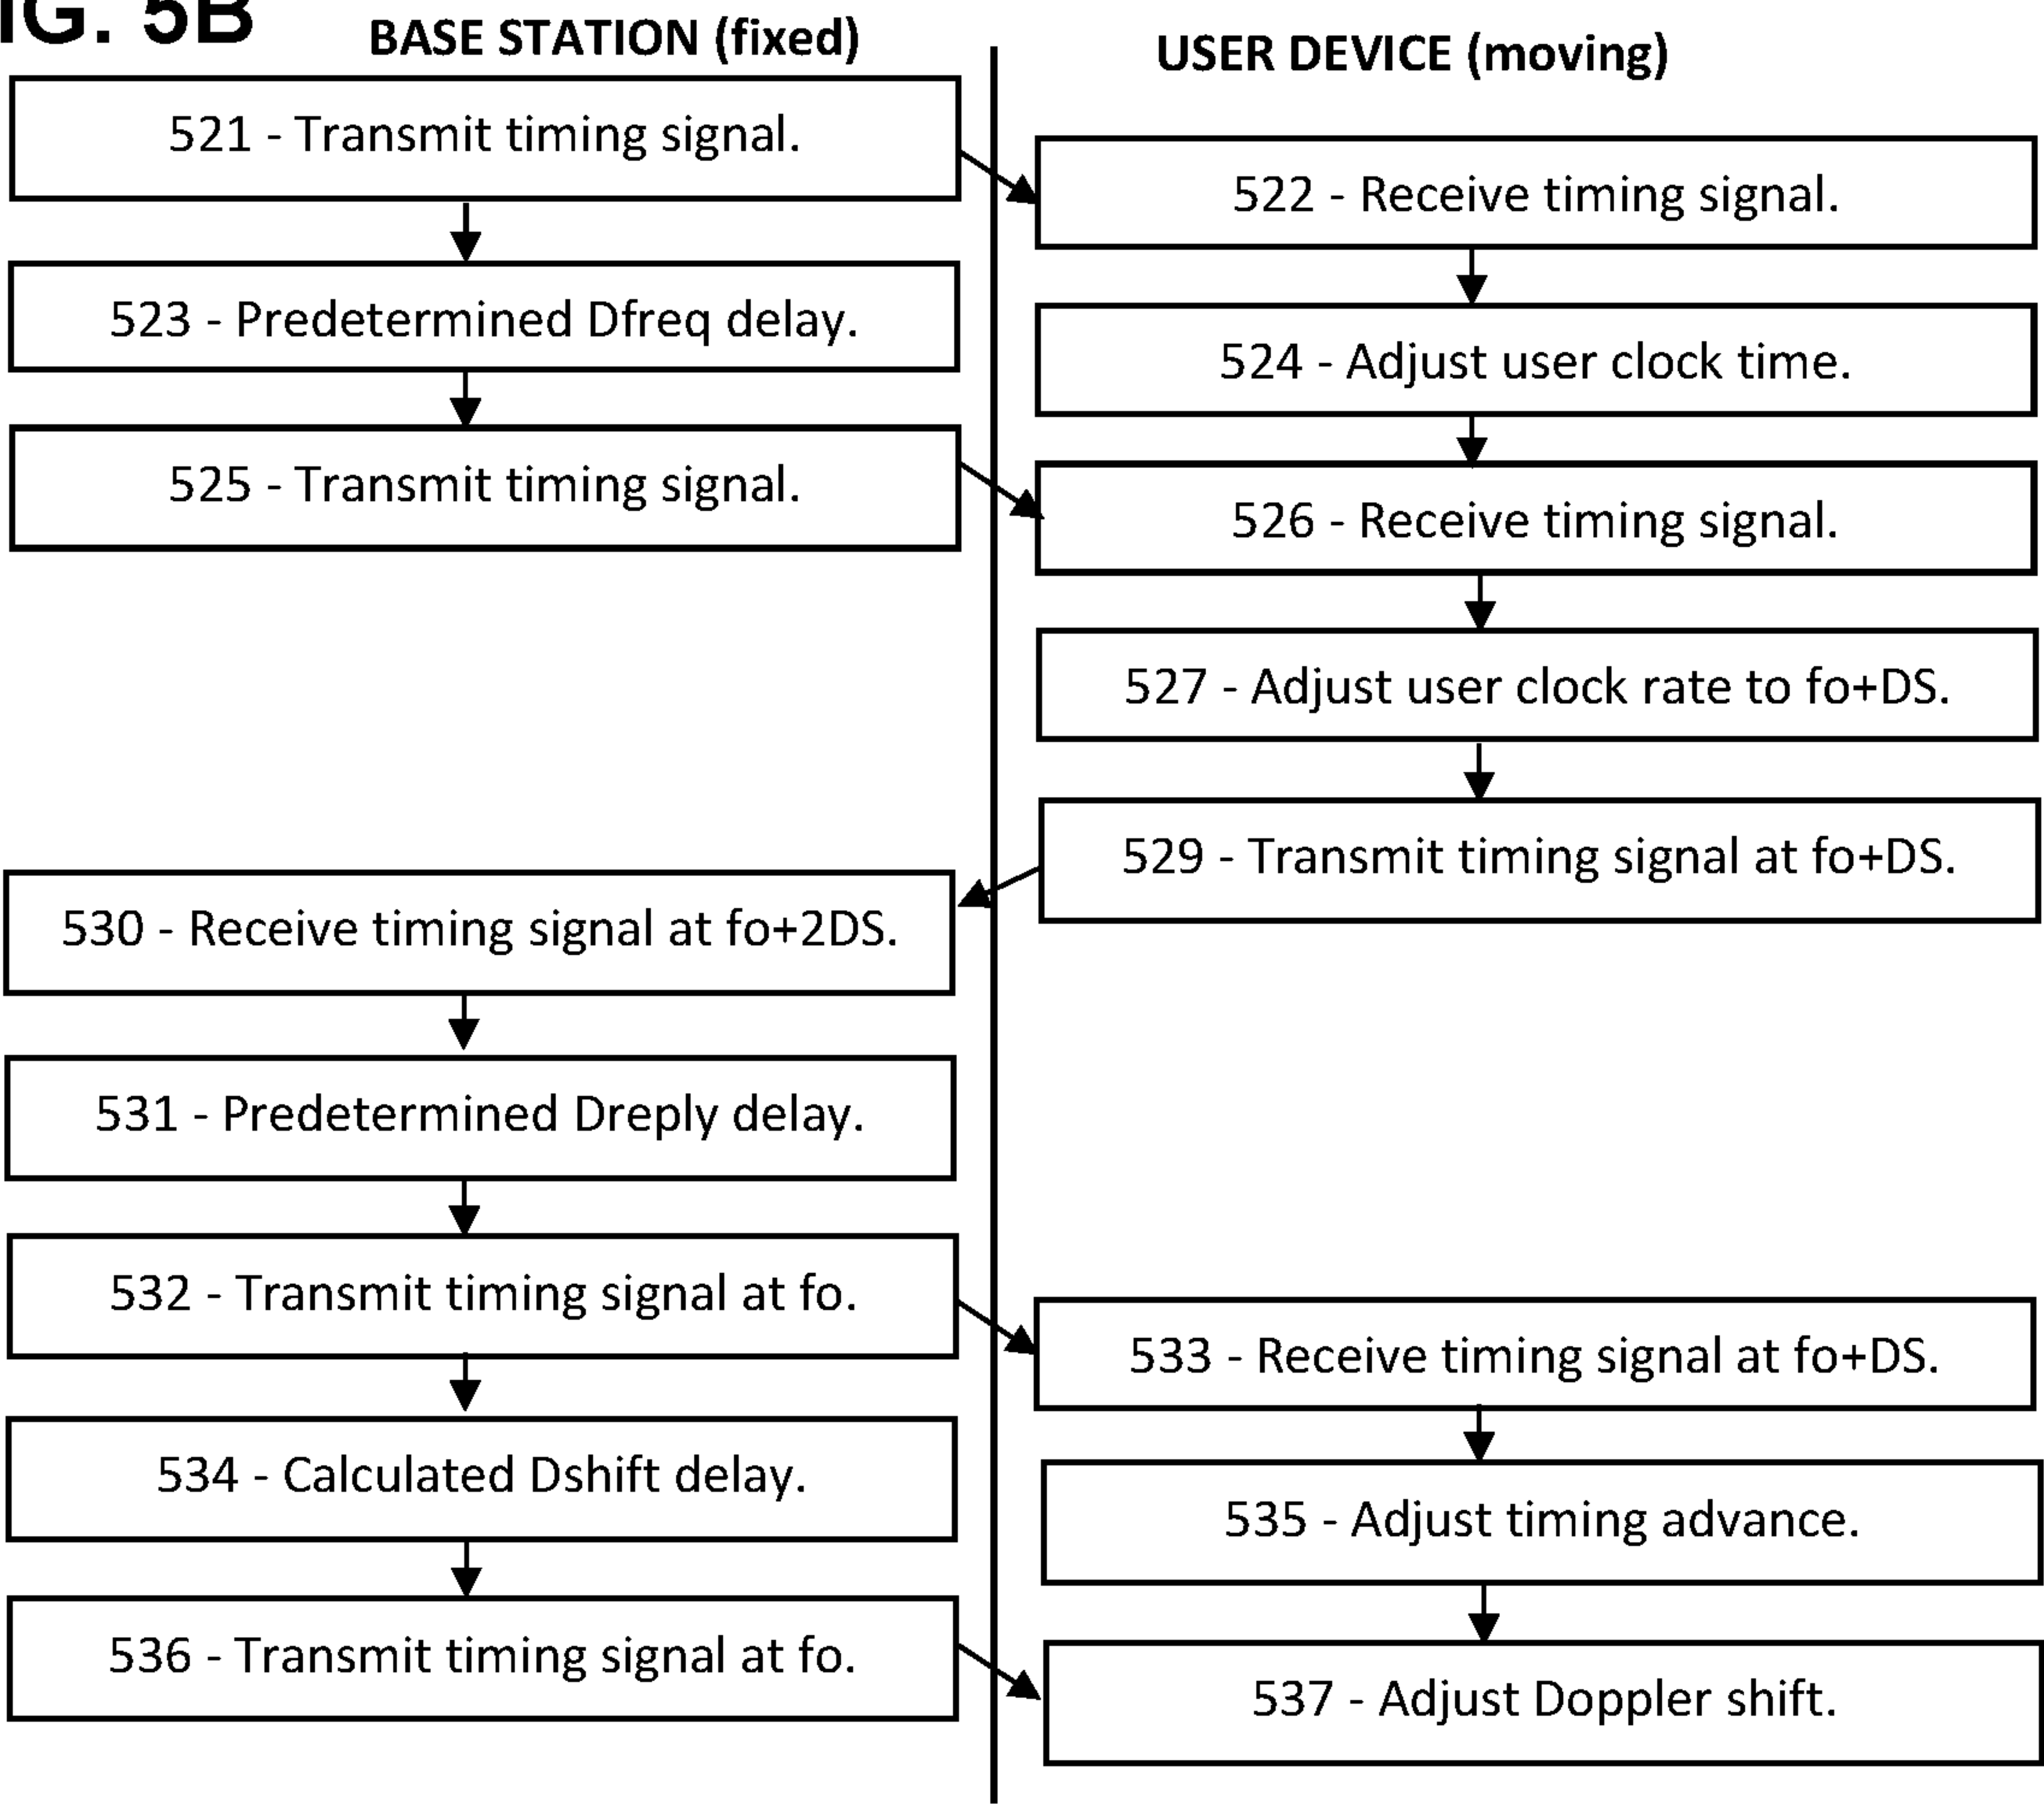 IG. 5B
BASE STATION (fixed)
USER DEVICE (moving)
521 - Transmit timing signal.
522 - Receive timing signal.
523 - Predetermined Dfreq delay.
524 - Adjust user clock time.
525 - Transmit timing signal.
526 - Receive timing signal.
527 - Adjust user clock rate to fo+DS.
529 - Transmit timing signal at fo+DS.
530 - Receive timing signal at fo+2DS.
531 - Predetermined Dreply delay.
532 - Transmit timing signal at fo.
533 - Receive timing signal at fo+DS.
534 - Calculated Dshift delay.
535 - Adjust timing advance.
536 - Transmit timing signal at fo.
537 - Adjust Doppler shift.